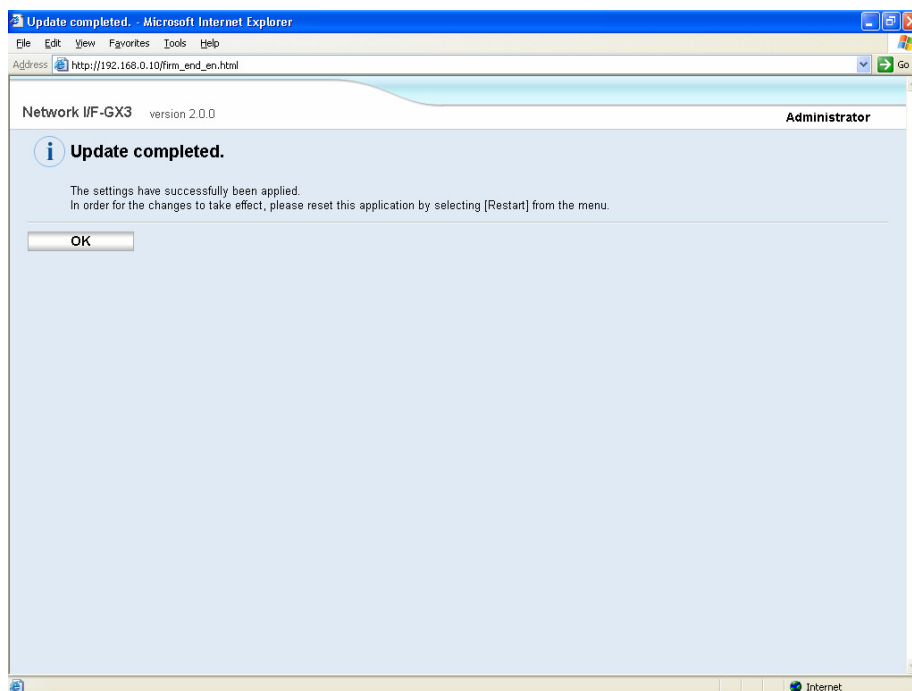 Update completed. - Microsoft Internet Explorer
File Edit View Favorites Tools Help
Address http://192.168.0.10/firm_end_en.html Go
Network I/F-GX3 version 2.0.0
Administrator
i Update completed.
The settings have successfully been applied.
In order for the changes to take effect, please reset this application by selecting [Restart] from the menu.
OK
Internet